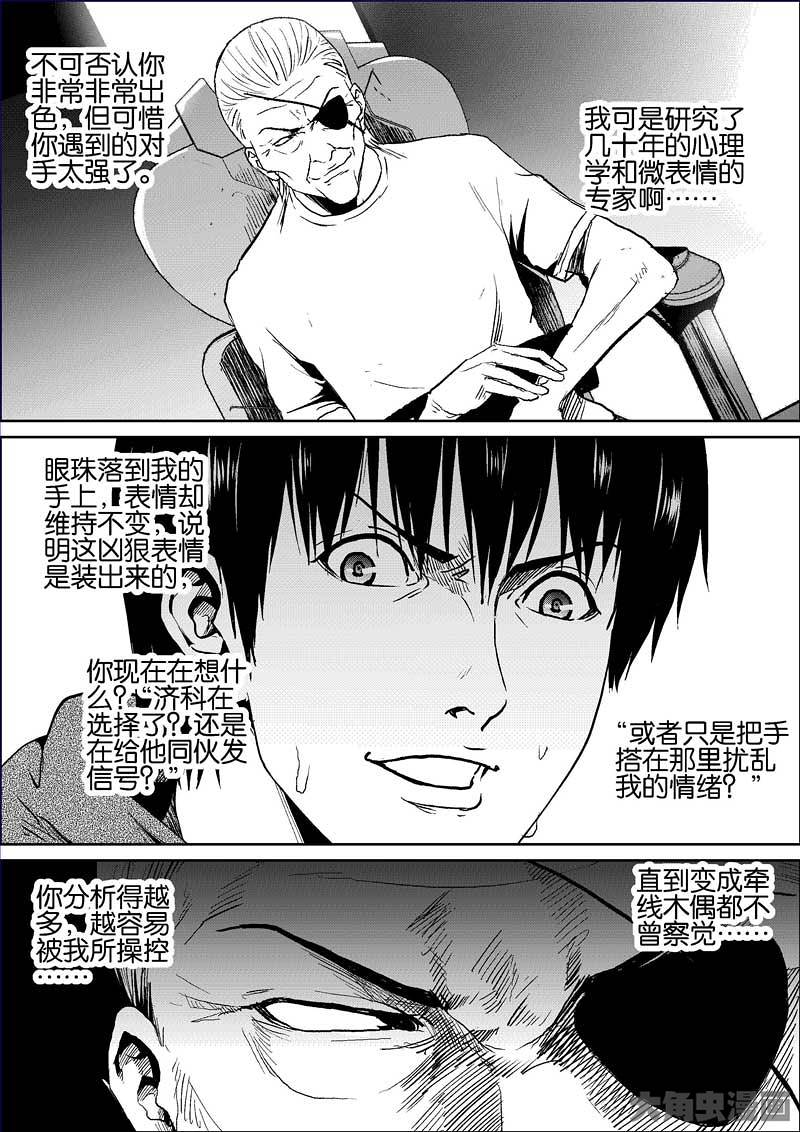 不可否认你
非常非常出
色，但可惜
你遇到的对
手太强了。
我可是研究了
几十年的心理
学和微表情的
专家啊……
眼珠落到我的
手上，表情却
维持不变，说
明这凶狠表情
是装出来的，
你现在在想什
么？“济科在
选择了？还是
在给他同伙发
信号？”
“或者只是把手
搭在那里扰乱
我的情绪？”
你分析得越
多，越容易
被我所操控
……
直到变成牵
线木偶都不
曾察觉……
大角虫漫画